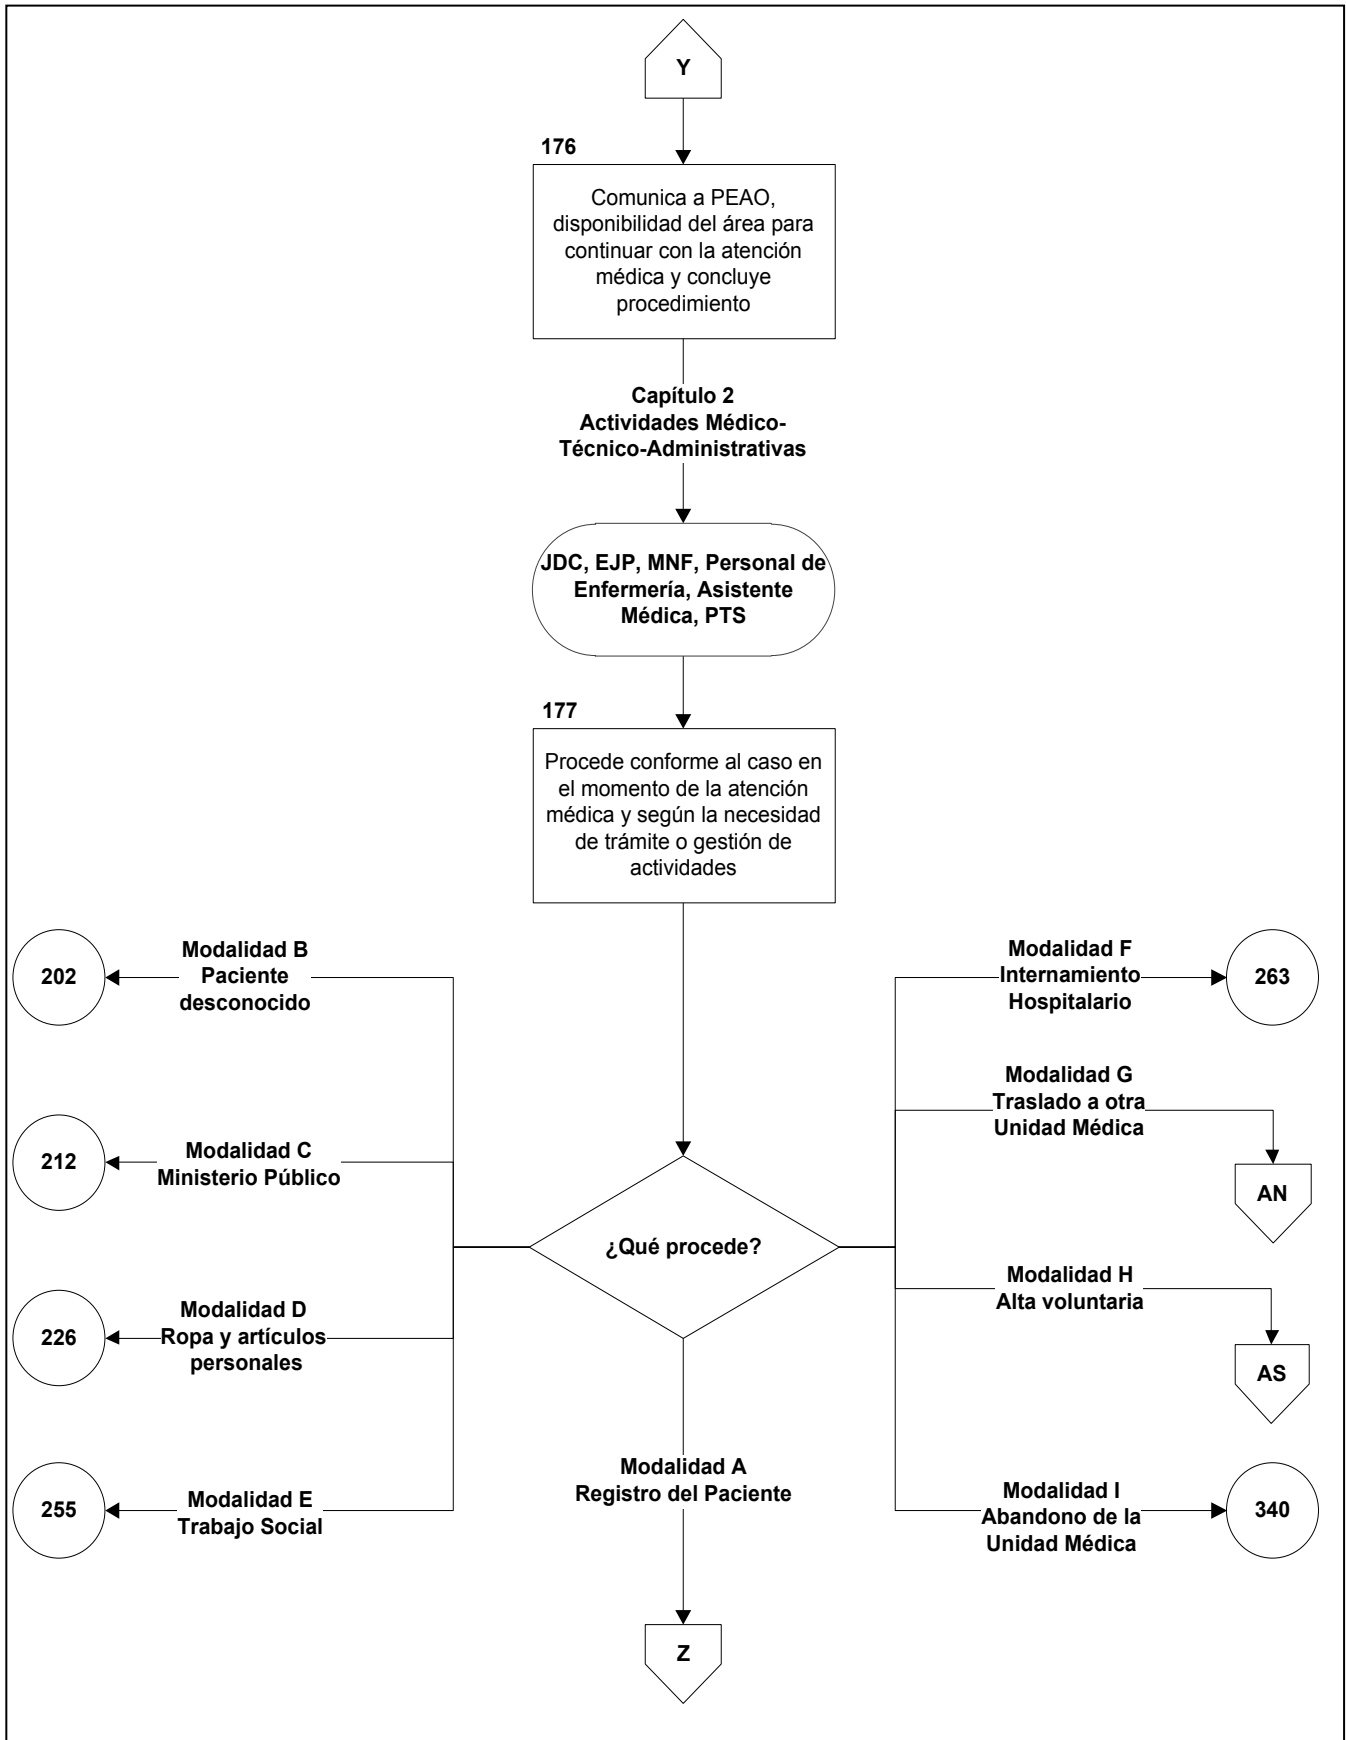 Y
176
Comunica a PEAO,
disponibilidad del área para
continuar con la atención
médica y concluye
procedimiento
Capítulo 2
Actividades Médico-
Técnico-Administrativas
JDC, EJP, MNF, Personal de
Enfermería, Asistente
Médica, PTS
177
Procede conforme al caso en
el momento de la atención
médica y según la necesidad
de trámite o gestión de
actividades
¿Qué procede?
Modalidad B
Paciente
desconocido
202
Modalidad C
Ministerio Público
212
Modalidad D
Ropa y artículos
personales
226
Modalidad E
Trabajo Social
255
Modalidad A
Registro del Paciente
Z
Modalidad F
Internamiento
Hospitalario
263
Modalidad G
Traslado a otra
Unidad Médica
AN
Modalidad H
Alta voluntaria
AS
Modalidad I
Abandono de la
Unidad Médica
340